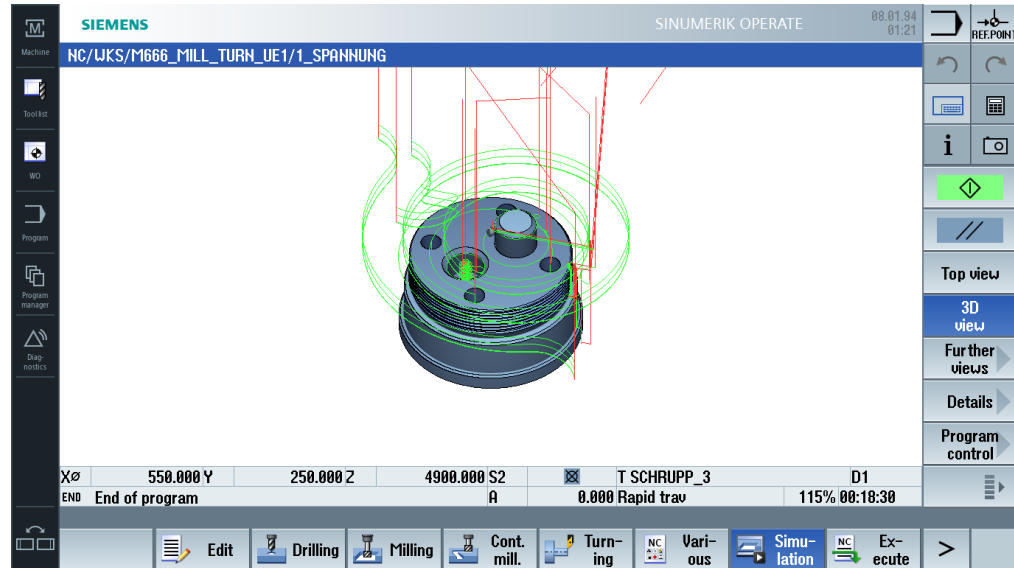 SIEMENS
SINUMERIK OPERATE
08.01.94
01:21
NC/WKS/M666_MILL_TURN_UE1/1_SPANNUNG
M
Machine
Tool list
WO
Program
Program
manager
Diag-
nostics
REF.POINT
i
Top view
3D
view
Further
views
Details
Program
control
XØ 550.000 Y 250.000 Z 4900.000 S2 T SCHRUPP_3 D1
END End of program A 0.000 Rapid trav 115% 00:18:30
Edit
Drilling
Milling
Cont.
mill.
Turn-
ing
NC
Vari-
ous
Simu-
lation
NC
Ex-
ecute
>